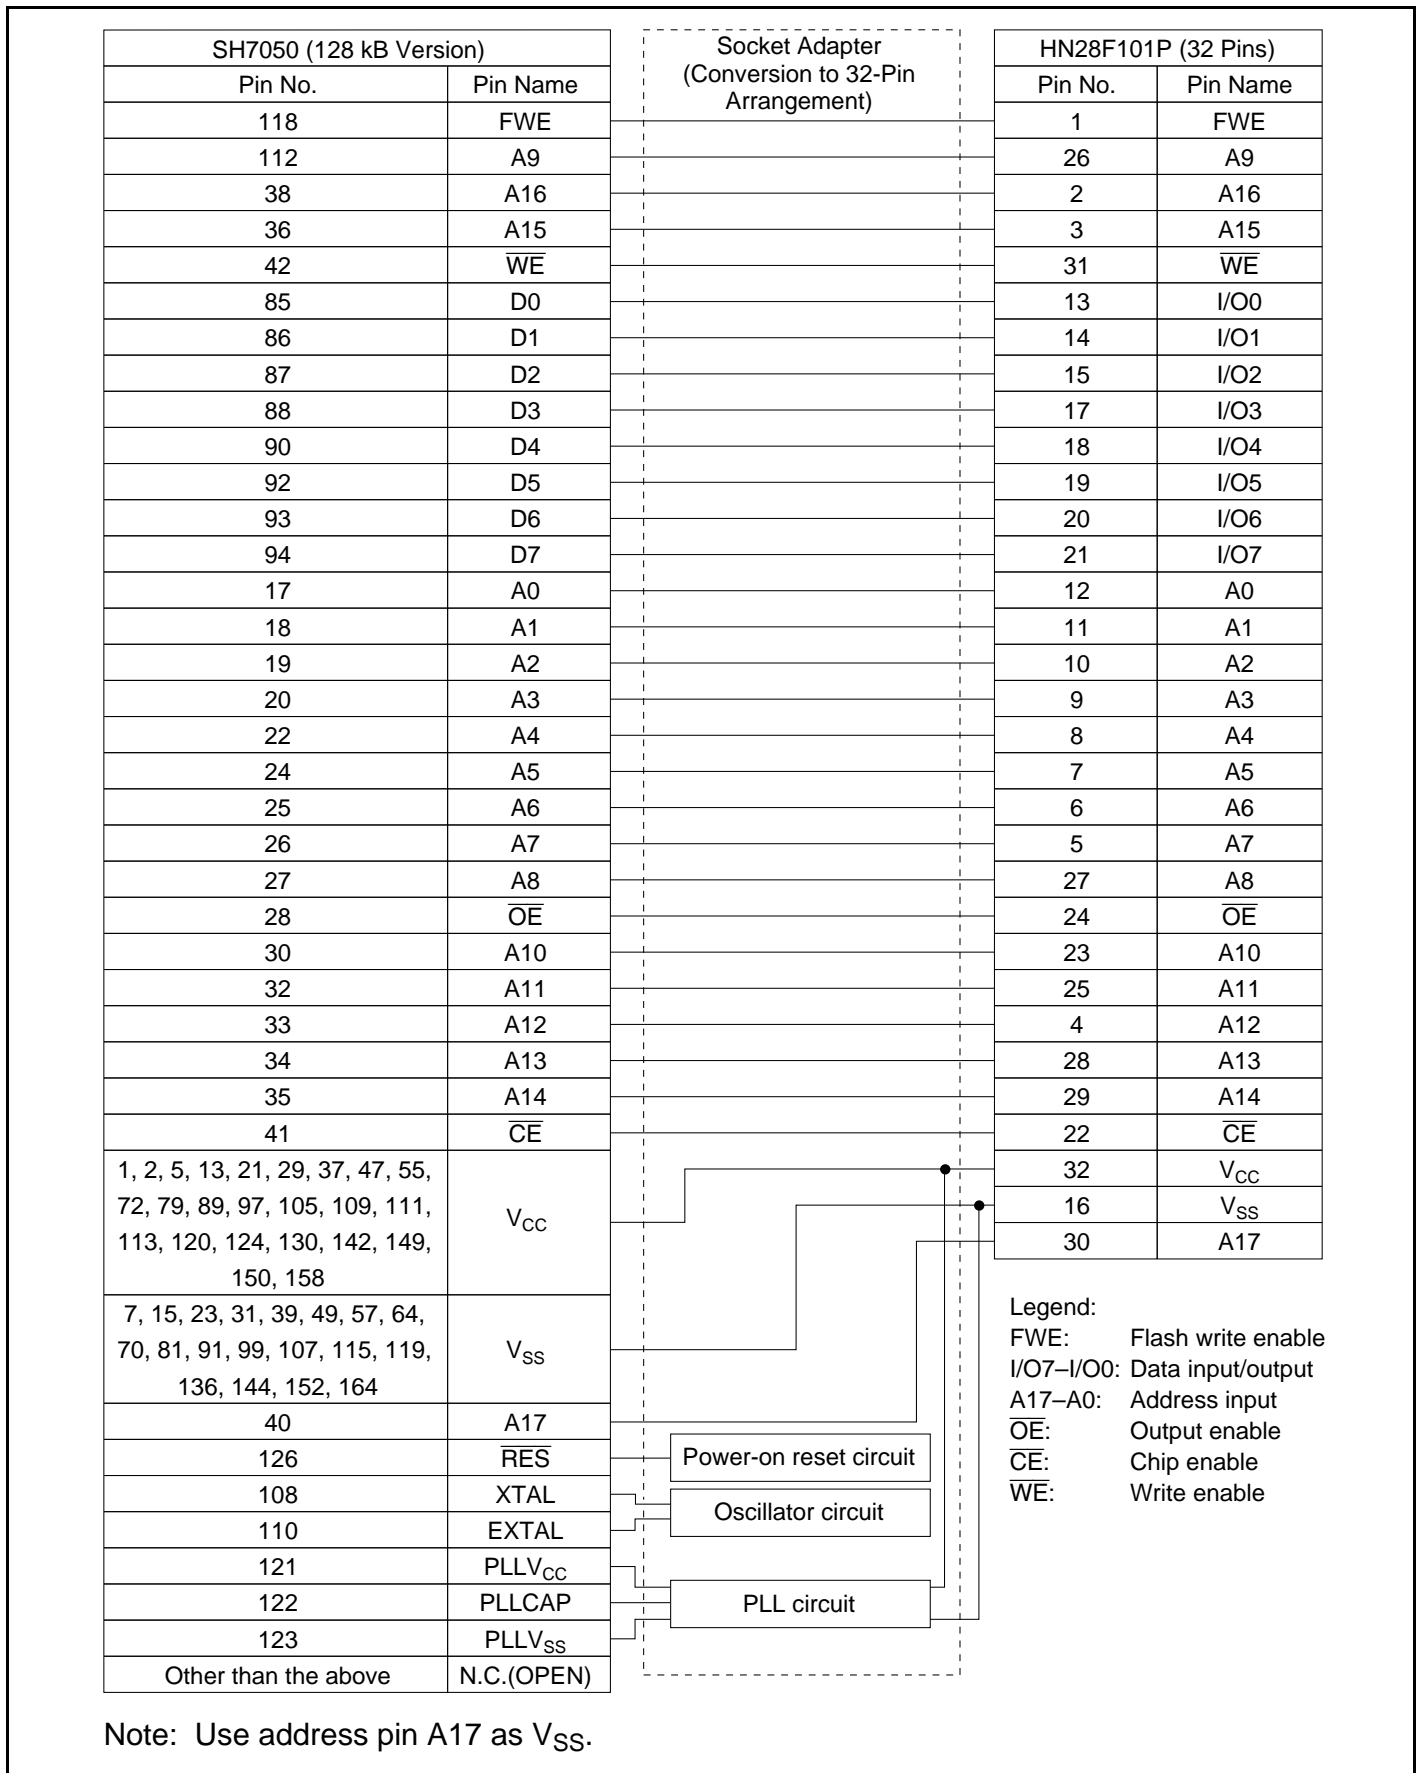 SH7050 (128 kB Version)
Pin No. Pin Name
118 FWE
112 A9
38 A16
36 A15
42 W̅E̅
85 D0
86 D1
87 D2
88 D3
90 D4
92 D5
93 D6
94 D7
17 A0
18 A1
19 A2
20 A3
22 A4
24 A5
25 A6
26 A7
27 A8
28 O̅E̅
30 A10
32 A11
33 A12
34 A13
35 A14
41 C̅E̅
1, 2, 5, 13, 21, 29, 37, 47, 55,
72, 79, 89, 97, 105, 109, 111,
113, 120, 124, 130, 142, 149,
150, 158
VCC
7, 15, 23, 31, 39, 49, 57, 64,
70, 81, 91, 99, 107, 115, 119,
136, 144, 152, 164
VSS
40 A17
126 R̅E̅S̅
108 XTAL
110 EXTAL
121 PLLVCC
122 PLLCAP
123 PLLVSS
Other than the above N.C.(OPEN)
Socket Adapter
(Conversion to 32-Pin
Arrangement)
Power-on reset circuit
Oscillator circuit
PLL circuit
HN28F101P (32 Pins)
Pin No. Pin Name
1 FWE
26 A9
2 A16
3 A15
31 W̅E̅
13 I/O0
14 I/O1
15 I/O2
17 I/O3
18 I/O4
19 I/O5
20 I/O6
21 I/O7
12 A0
11 A1
10 A2
9 A3
8 A4
7 A5
6 A6
5 A7
27 A8
24 O̅E̅
23 A10
25 A11
4 A12
28 A13
29 A14
22 C̅E̅
32 VCC
16 VSS
30 A17
Legend:
FWE: Flash write enable
I/O7–I/O0: Data input/output
A17–A0: Address input
O̅E̅: Output enable
C̅E̅: Chip enable
W̅E̅: Write enable
Note: Use address pin A17 as VSS.